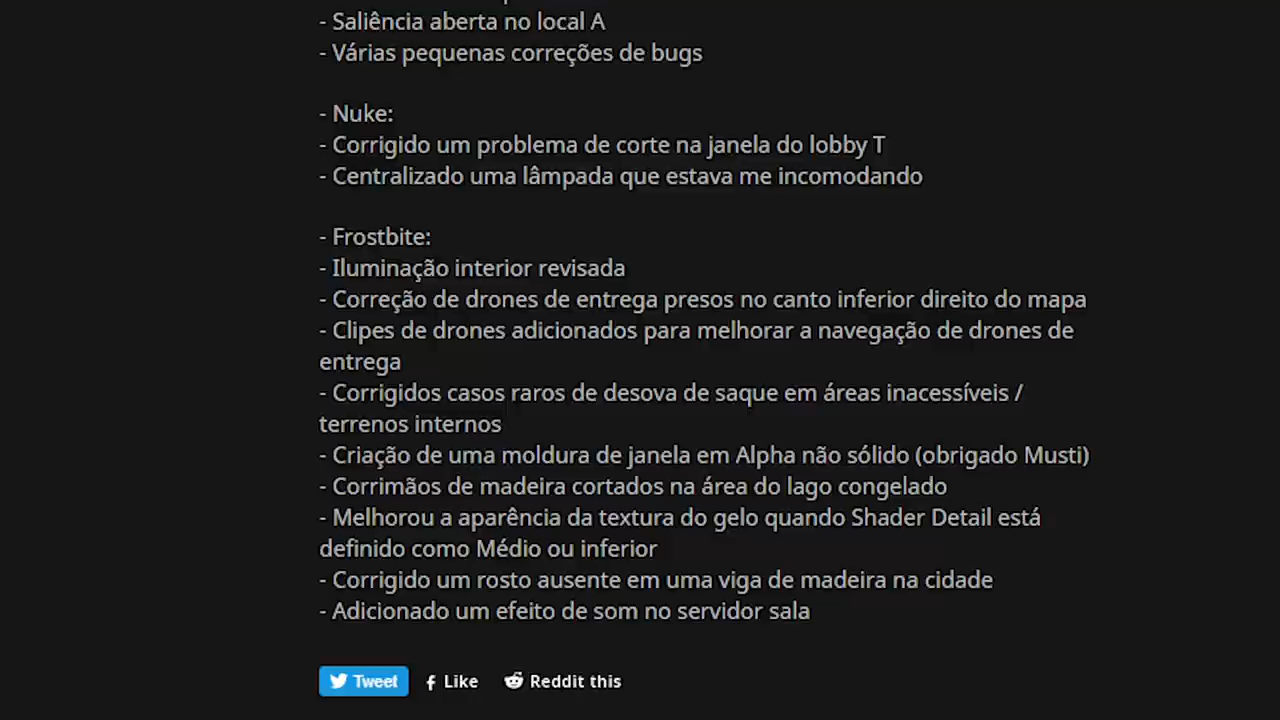 - Saliência aberta no local A
- Várias pequenas correções de bugs
- Nuke:
- Corrigido um problema de corte na janela do lobby T
- Centralizado uma lâmpada que estava me incomodando
- Frostbite:
- Iluminação interior revisada
- Correção de drones de entrega presos no canto inferior direito do mapa
- Clipes de drones adicionados para melhorar a navegação de drones de
entrega
- Corrigidos casos raros de desova de saque em áreas inacessíveis /
terrenos internos
- Criação de uma moldura de janela em Alpha não sólido (obrigado Musti)
- Corrimãos de madeira cortados na área do lago congelado
- Melhorou a aparência da textura do gelo quando Shader Detail está
definido como Médio ou inferior
- Corrigido um rosto ausente em uma viga de madeira na cidade
- Adicionado um efeito de som no servidor sala
Tweet Like Reddit this